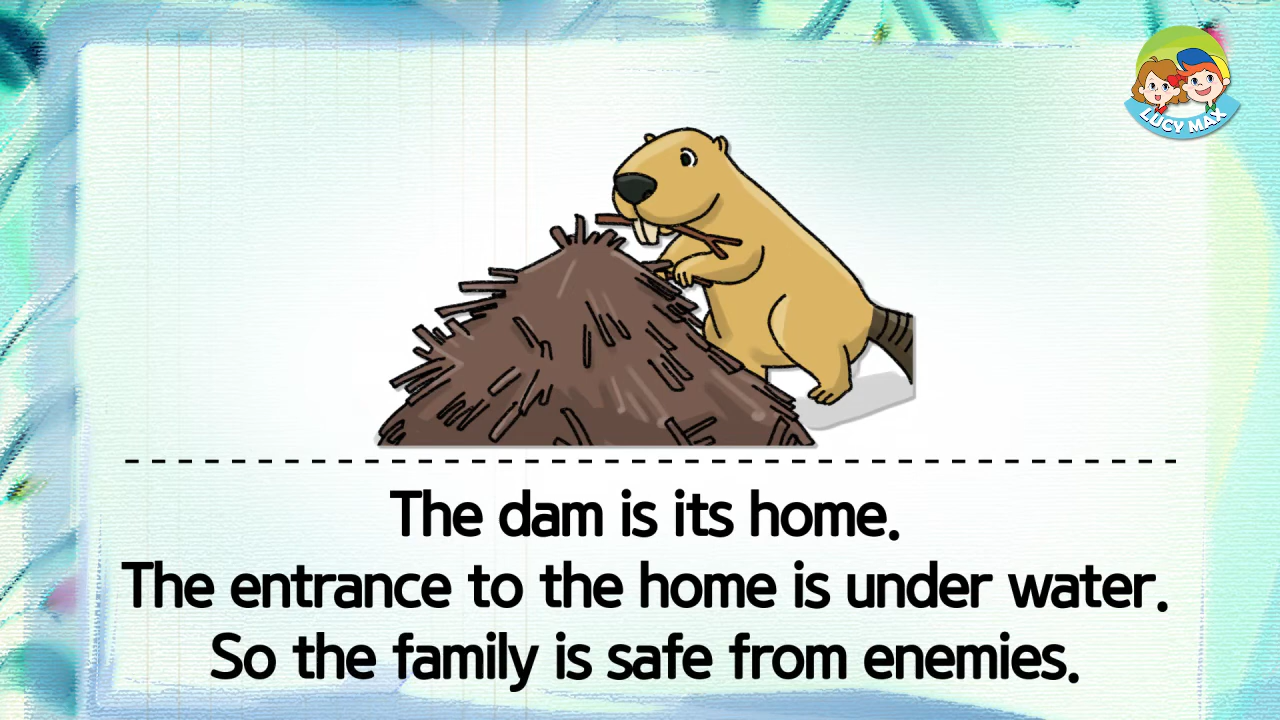 LUCY MAX
The dam is its home.
The entrance to the home is under water.
So the family is safe from enemies.